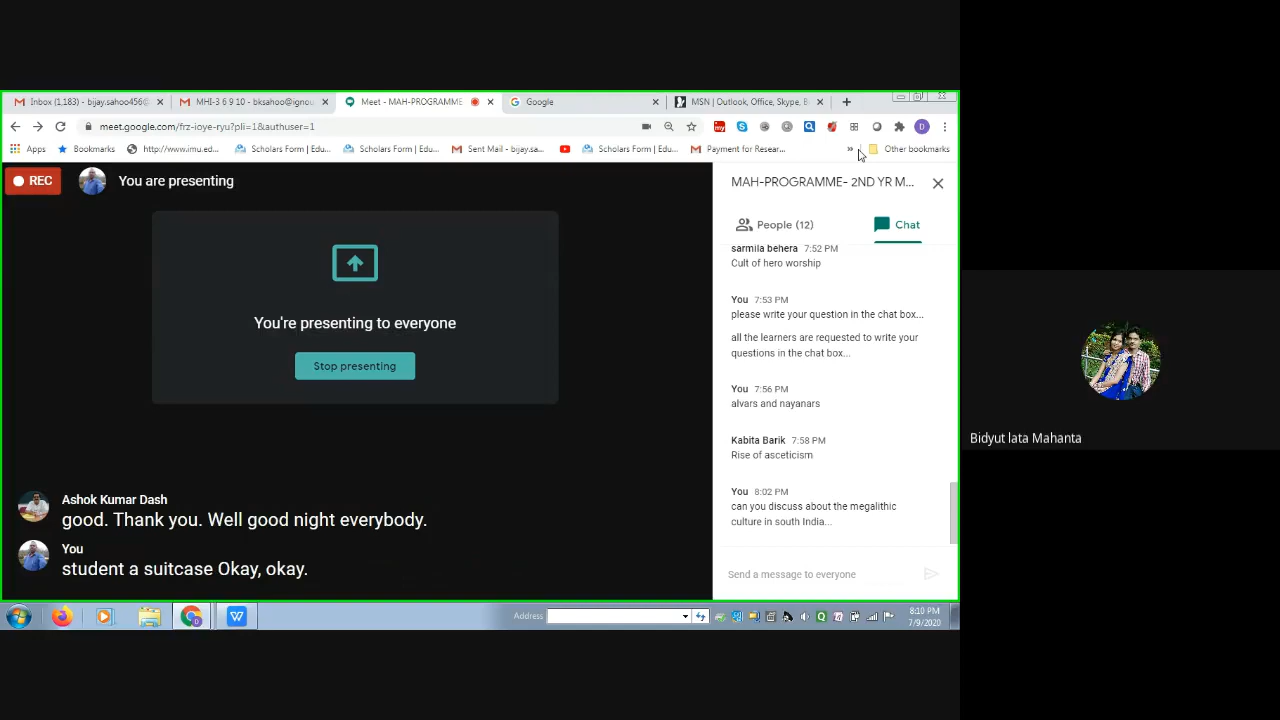 Inbox (1,183) - bijay.sahoo456@
MHI-3 6 9 10 - bksahoo@ignou
Meet - MAH-PROGRAMME
Google
MSN | Outlook, Office, Skype, B
meet.google.com/frz-ioye-ryu?pli=1&authuser=1
Apps
Bookmarks
http://www.imu.ed...
Scholars Form | Edu...
Scholars Form | Edu...
Sent Mail - bijay.sa...
Scholars Form | Edu...
Payment for Resear...
Other bookmarks
REC
You are presenting
You're presenting to everyone
Stop presenting
Ashok Kumar Dash
good. Thank you. Well good night everybody.
You
student a suitcase Okay, okay.
MAH-PROGRAMME- 2ND YR M...
People (12)
Chat
sarmila behera 7:52 PM
Cult of hero worship
You 7:53 PM
please write your question in the chat box...
all the learners are requested to write your
questions in the chat box...
You 7:56 PM
alvars and nayanars
Kabita Barik 7:58 PM
Rise of asceticism
You 8:02 PM
can you discuss about the megalithic
culture in south India...
Send a message to everyone
Bidyut lata Mahanta
Address
8:10 PM
7/9/2020